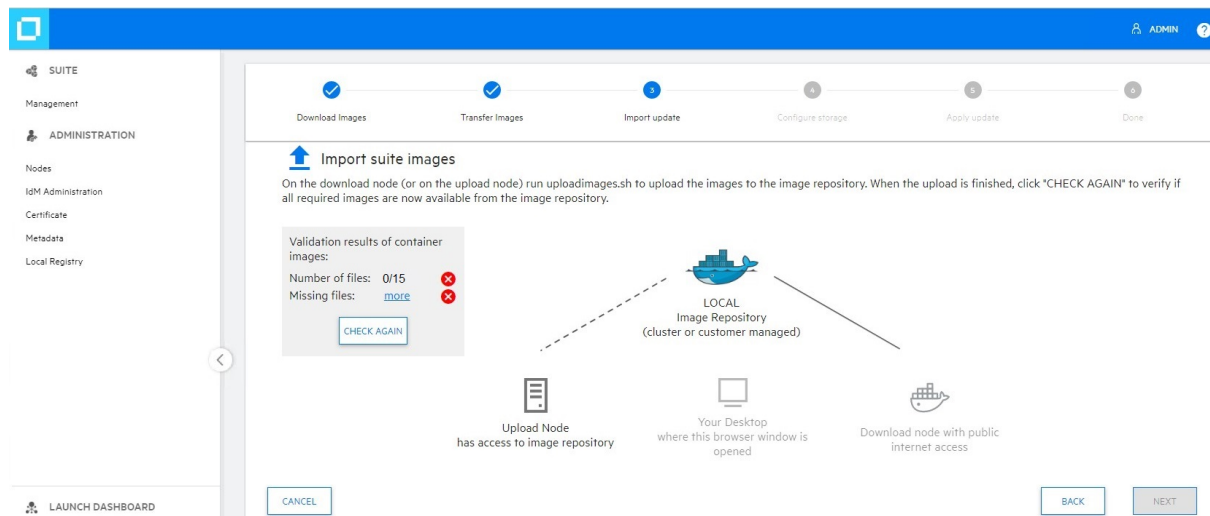 ADMIN
?
SUITE
Management
ADMINISTRATION
Nodes
IdM Administration
Certificate
Metadata
Local Registry
LAUNCH DASHBOARD
3
4
5
6
Download Images
Transfer Images
Import update
Configure storage
Apply update
Done
Import suite images
On the download node (or on the upload node) run uploadimages.sh to upload the images to the image repository. When the upload is finished, click "CHECK AGAIN" to verify if
all required images are now available from the image repository.
Validation results of container
images:
Number of files: 0/15
Missing files: more
CHECK AGAIN
LOCAL
Image Repository
(cluster or customer managed)
Upload Node
has access to image repository
Your Desktop
where this browser window is
opened
Download node with public
internet access
CANCEL
BACK
NEXT